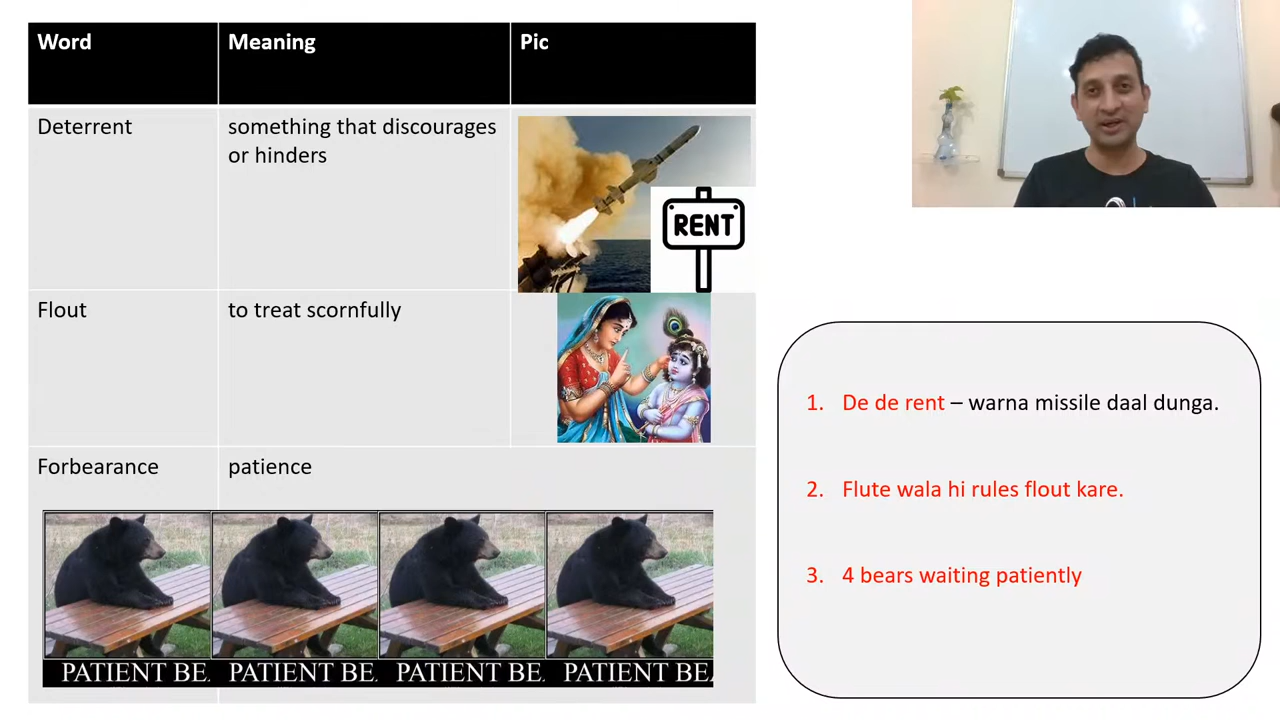 Word Meaning Pic
Deterrent something that discourages
or hinders
RENT
Flout to treat scornfully
Forbearance patience
PATIENT BE. PATIENT BE. PATIENT BE. PATIENT BEA
1. De de rent – warna missile daal dunga.
2. Flute wala hi rules flout kare.
3. 4 bears waiting patiently